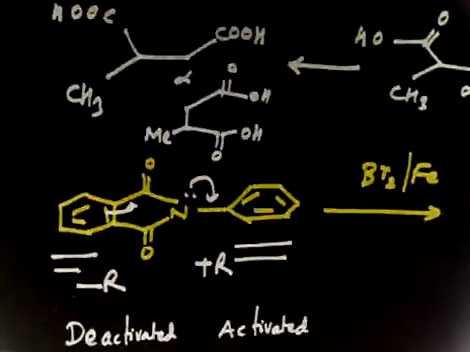 HOOC
COOH
HO
O
CH3
α
CH3
O
OH
Me
OH
O
O
N
O
Br2/Fe
-R
+R
Deactivated Activated